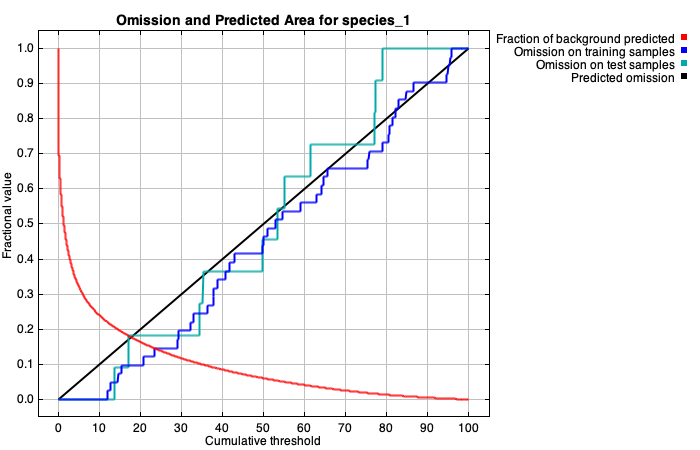 Omission and Predicted Area for species_1
Fraction of background predicted
Omission on training samples
Omission on test samples
Predicted omission
Fractional value
1.0
0.9
0.8
0.7
0.6
0.5
0.4
0.3
0.2
0.1
0.0
0 10 20 30 40 50 60 70 80 90 100
Cumulative threshold